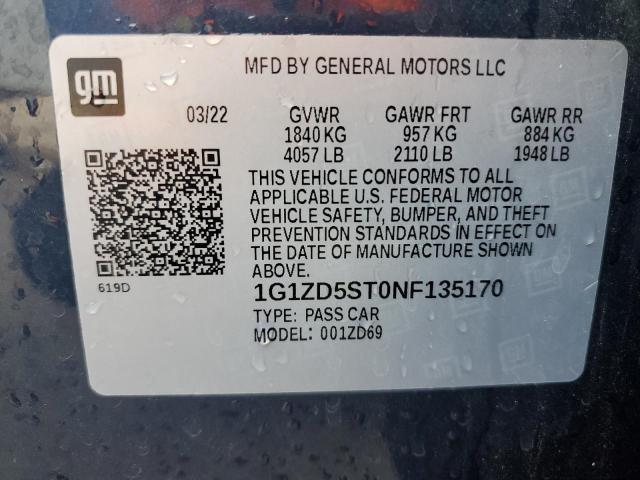 gm
MFD BY GENERAL MOTORS LLC
03/22 GVWR GAWR FRT GAWR RR
1840 KG 957 KG 884 KG
4057 LB 2110 LB 1948 LB
THIS VEHICLE CONFORMS TO ALL
APPLICABLE U.S. FEDERAL MOTOR
VEHICLE SAFETY, BUMPER, AND THEFT
PREVENTION STANDARDS IN EFFECT ON
THE DATE OF MANUFACTURE SHOWN
ABOVE.
619D
1G1ZD5ST0NF135170
TYPE: PASS CAR
MODEL: 001ZD69